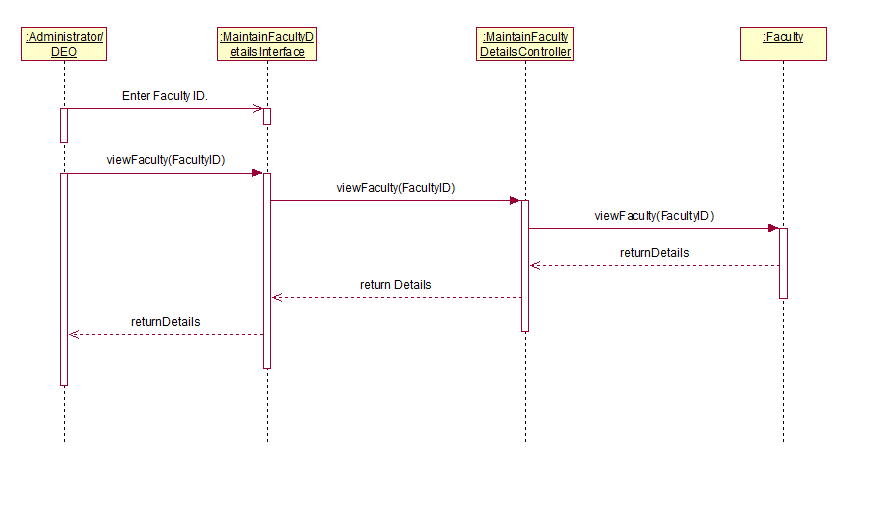 :Administrator/
DEO
:MaintainFacultyD
etailsInterface
:MaintainFaculty
DetailsController
:Faculty
Enter Faculty ID.
viewFaculty(FacultyID)
viewFaculty(FacultyID)
viewFaculty(FacultyID)
returnDetails
return Details
returnDetails